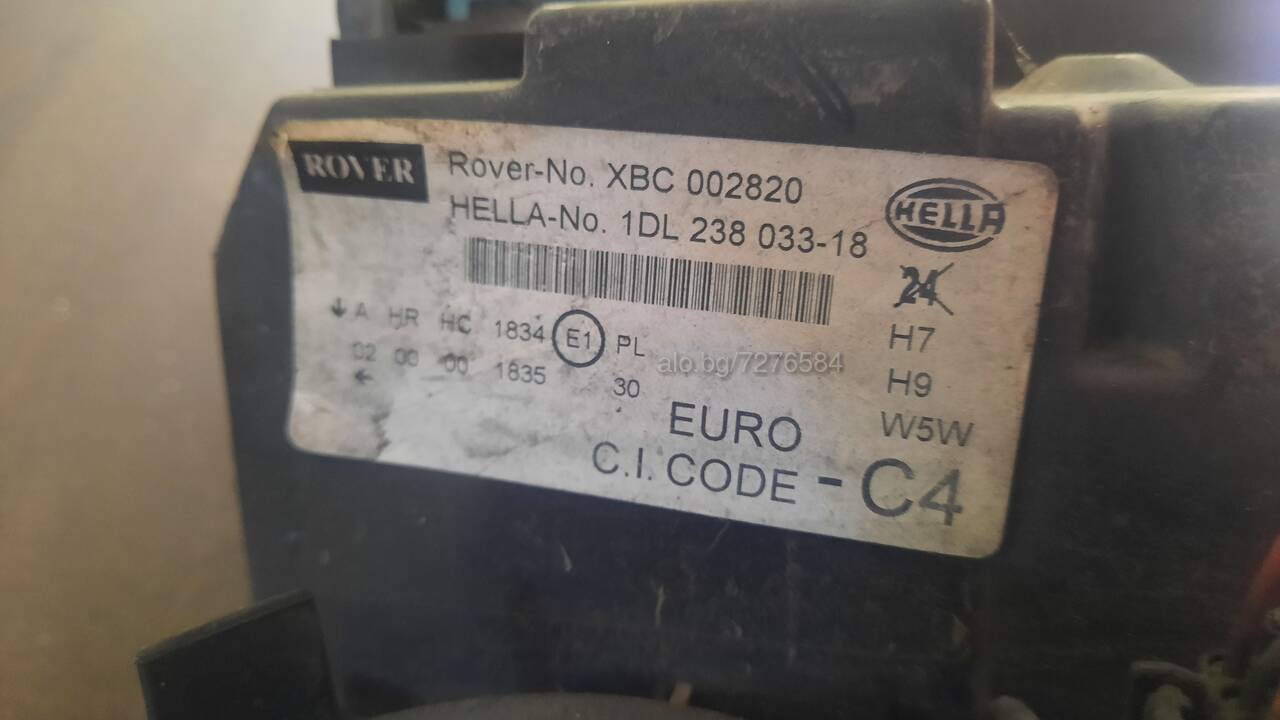 ROVER
Rover-No. XBC 002820
HELLA-No. 1DL 238 033-18
HELLA
24
↓ A HR HC 1834 E1 PL
02 00 00 1835 30
←
H7
H9
W5W
alo.bg/7276584
EURO
C.I. CODE - C4